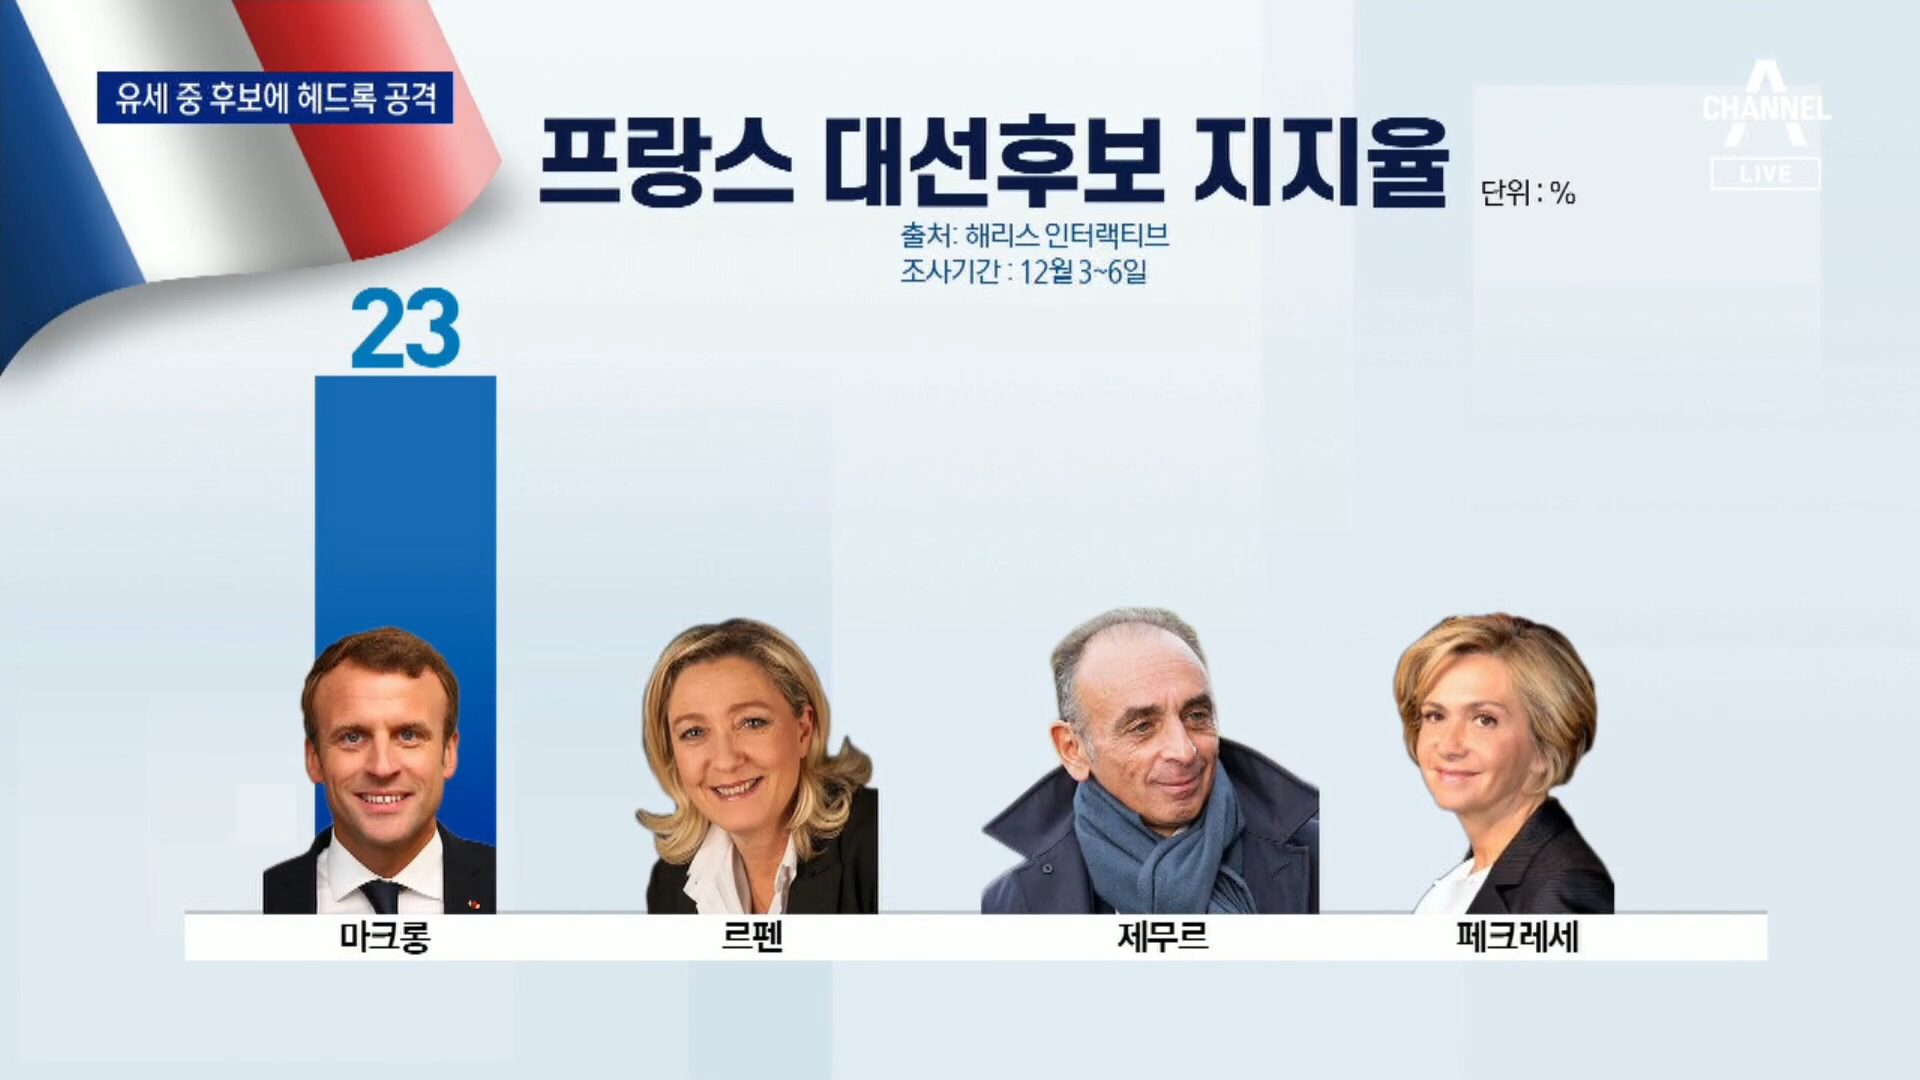 유세 중 후보에 헤드록 공격
CHANNEL A
LIVE
프랑스 대선후보 지지율
단위 : %
출처: 해리스 인터랙티브
조사기간 : 12월 3~6일
23
마크롱
르펜
제무르
페크레세